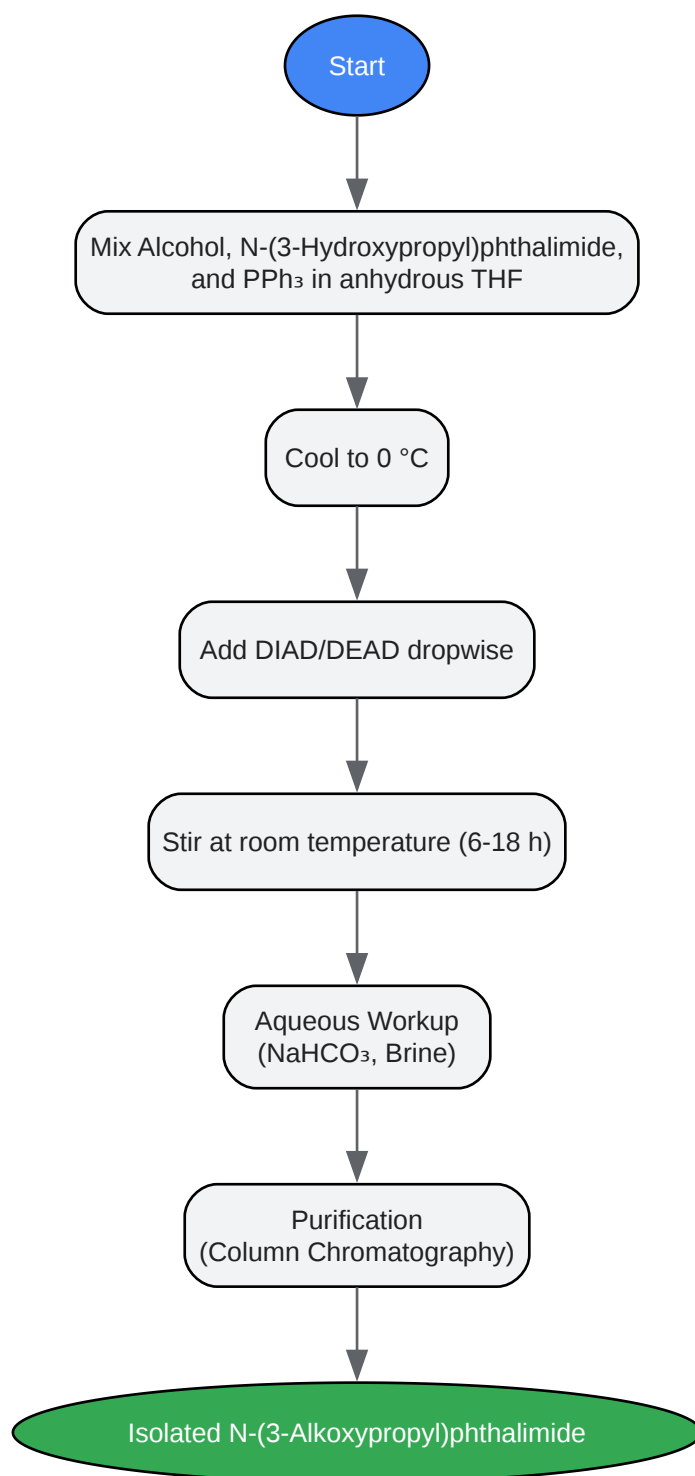 Start
Mix Alcohol, N-(3-Hydroxypropyl)phthalimide,
and PPh₃ in anhydrous THF
Cool to 0 °C
Add DIAD/DEAD dropwise
Stir at room temperature (6-18 h)
Aqueous Workup
(NaHCO₃, Brine)
Purification
(Column Chromatography)
Isolated N-(3-Alkoxypropyl)phthalimide